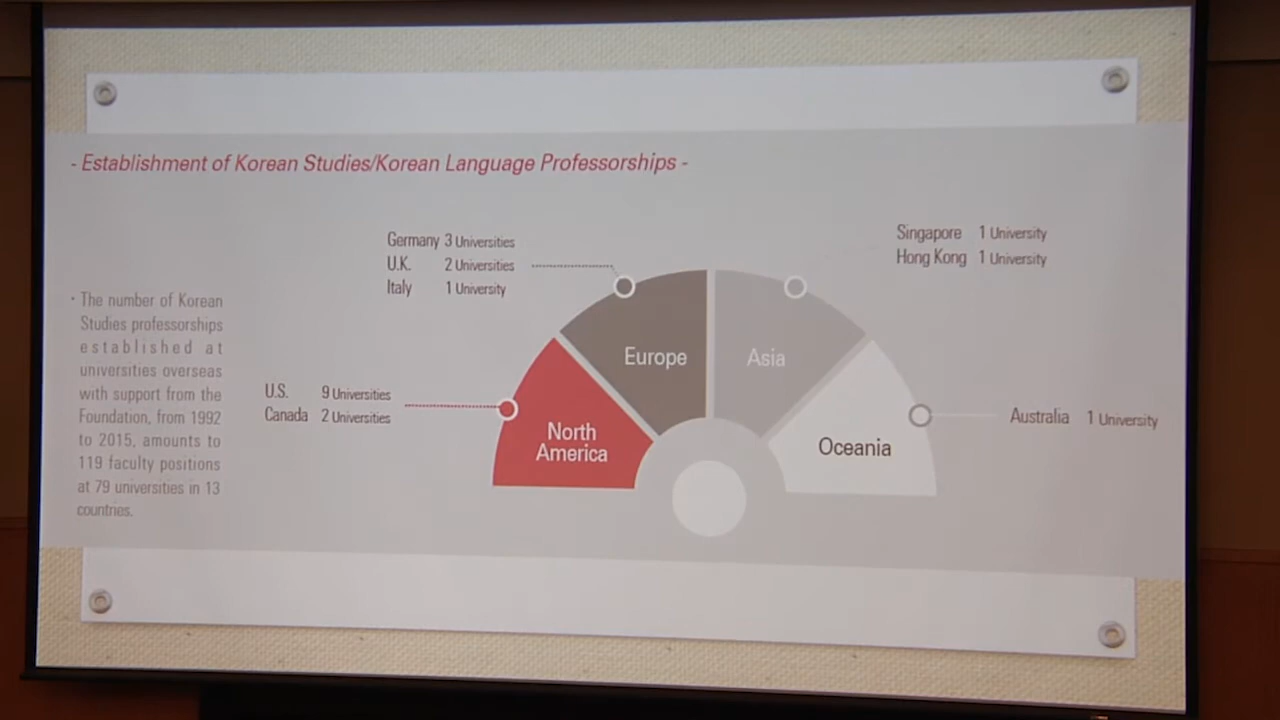 - Establishment of Korean Studies/Korean Language Professorships -
· The number of Korean
Studies professorships
established at
universities overseas
with support from the
Foundation, from 1992
to 2015, amounts to
119 faculty positions
at 79 universities in 13
countries.
Germany 3 Universities
U.K. 2 Universities
Italy 1 University
U.S. 9 Universities
Canada 2 Universities
Singapore 1 University
Hong Kong 1 University
Australia 1 University
North
America
Europe
Asia
Oceania